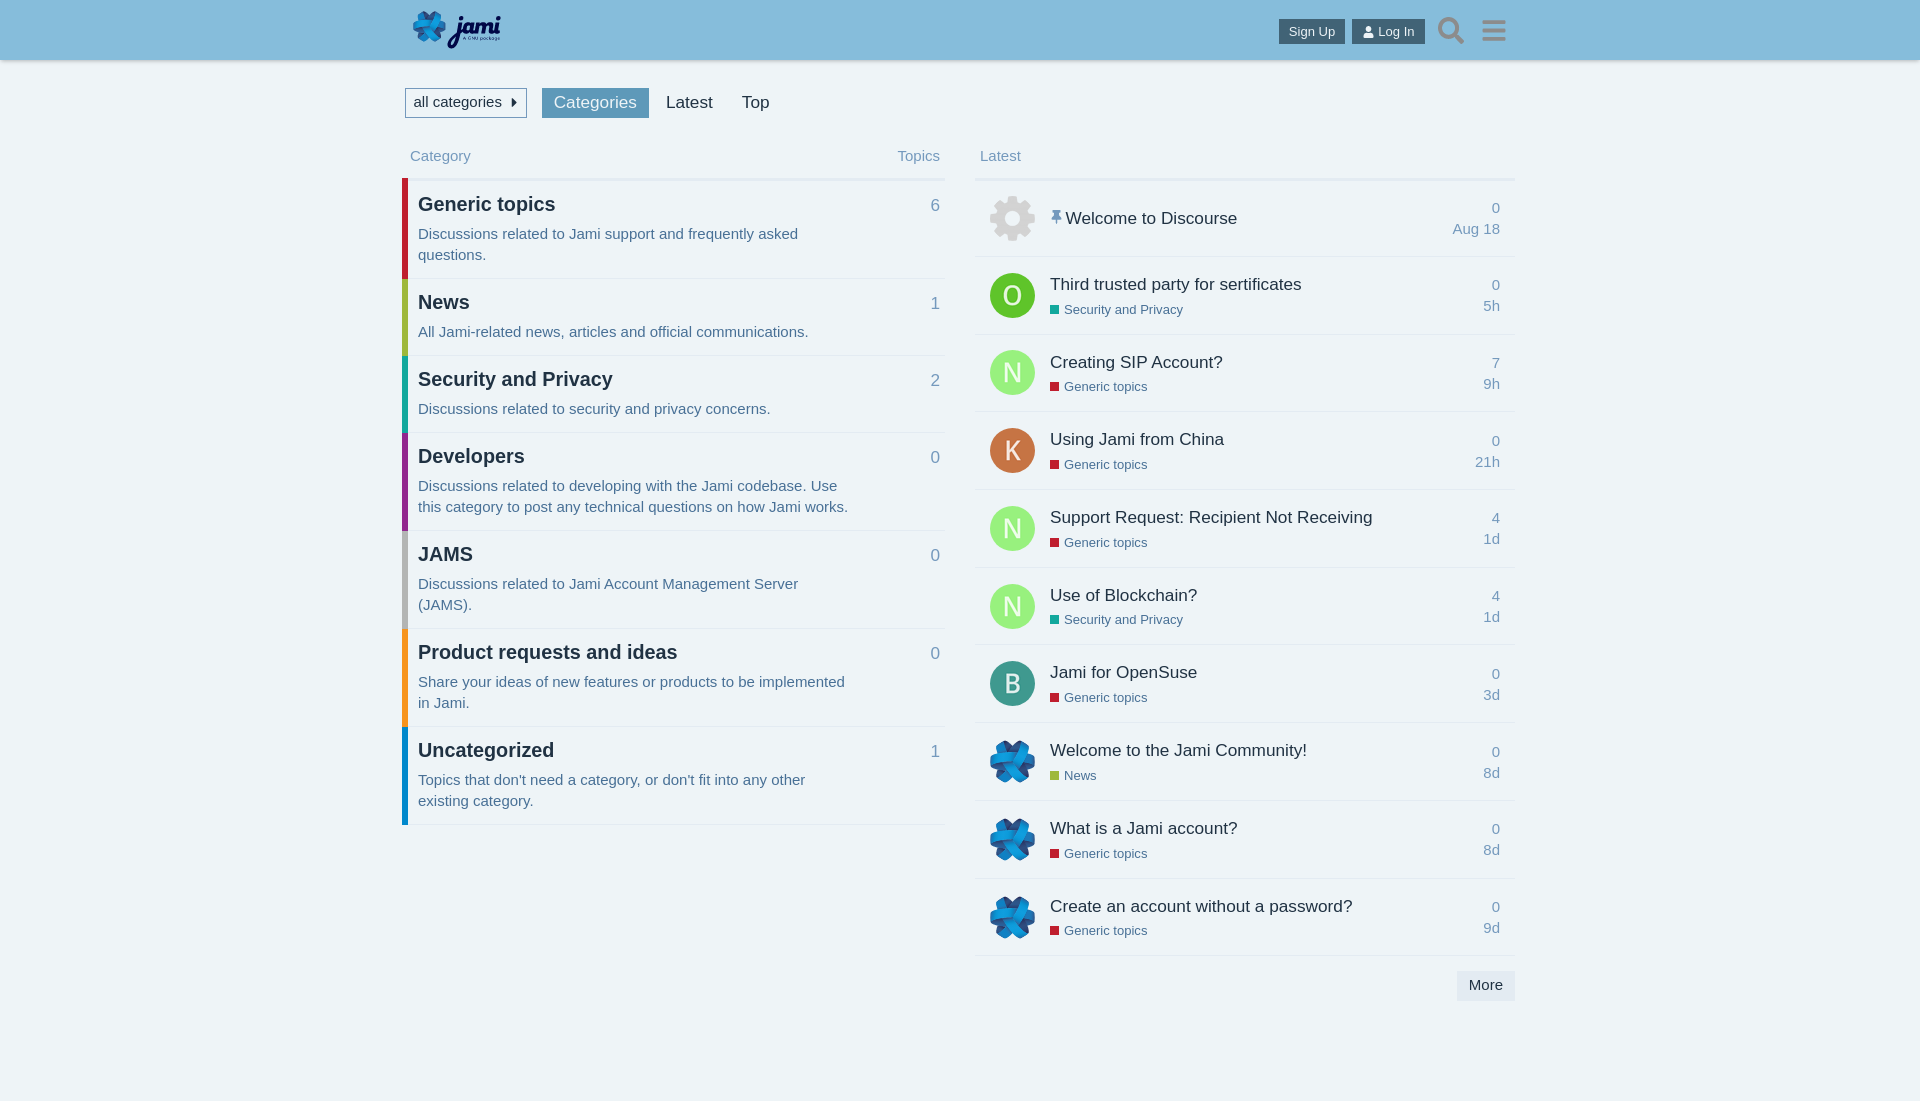 jami
A GNU package
Sign Up
Log In
all categories
Categories
Latest
Top
Category
Topics
Generic topics
6
Discussions related to Jami support and frequently asked
questions.
News
1
All Jami-related news, articles and official communications.
Security and Privacy
2
Discussions related to security and privacy concerns.
Developers
0
Discussions related to developing with the Jami codebase. Use
this category to post any technical questions on how Jami works.
JAMS
0
Discussions related to Jami Account Management Server
(JAMS).
Product requests and ideas
0
Share your ideas of new features or products to be implemented
in Jami.
Uncategorized
1
Topics that don't need a category, or don't fit into any other
existing category.
Latest
Welcome to Discourse
0
Aug 18
O
Third trusted party for sertificates
Security and Privacy
0
5h
N
Creating SIP Account?
Generic topics
7
9h
K
Using Jami from China
Generic topics
0
21h
N
Support Request: Recipient Not Receiving
Generic topics
4
1d
N
Use of Blockchain?
Security and Privacy
4
1d
B
Jami for OpenSuse
Generic topics
0
3d
Welcome to the Jami Community!
News
0
8d
What is a Jami account?
Generic topics
0
8d
Create an account without a password?
Generic topics
0
9d
More